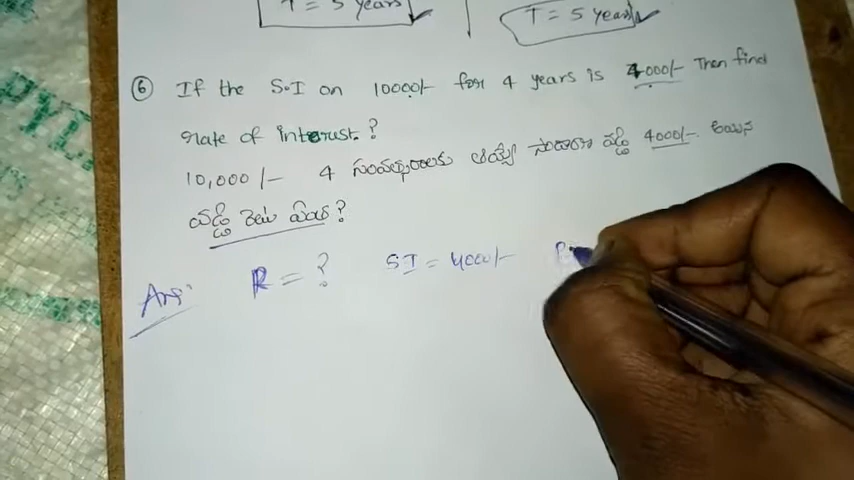 T = 5 years
T = 5 years
6 If the S.I on 10000/- for 4 years is 4000/- Then find
rate of interest.?
10,000/- 4 సంవత్సరాలకు అయ్యే సాధారణ వడ్డీ 4000/-. అయిన
వడ్డీ రేటు ఎంత?
Ans: R = ? SI = 4000/- P